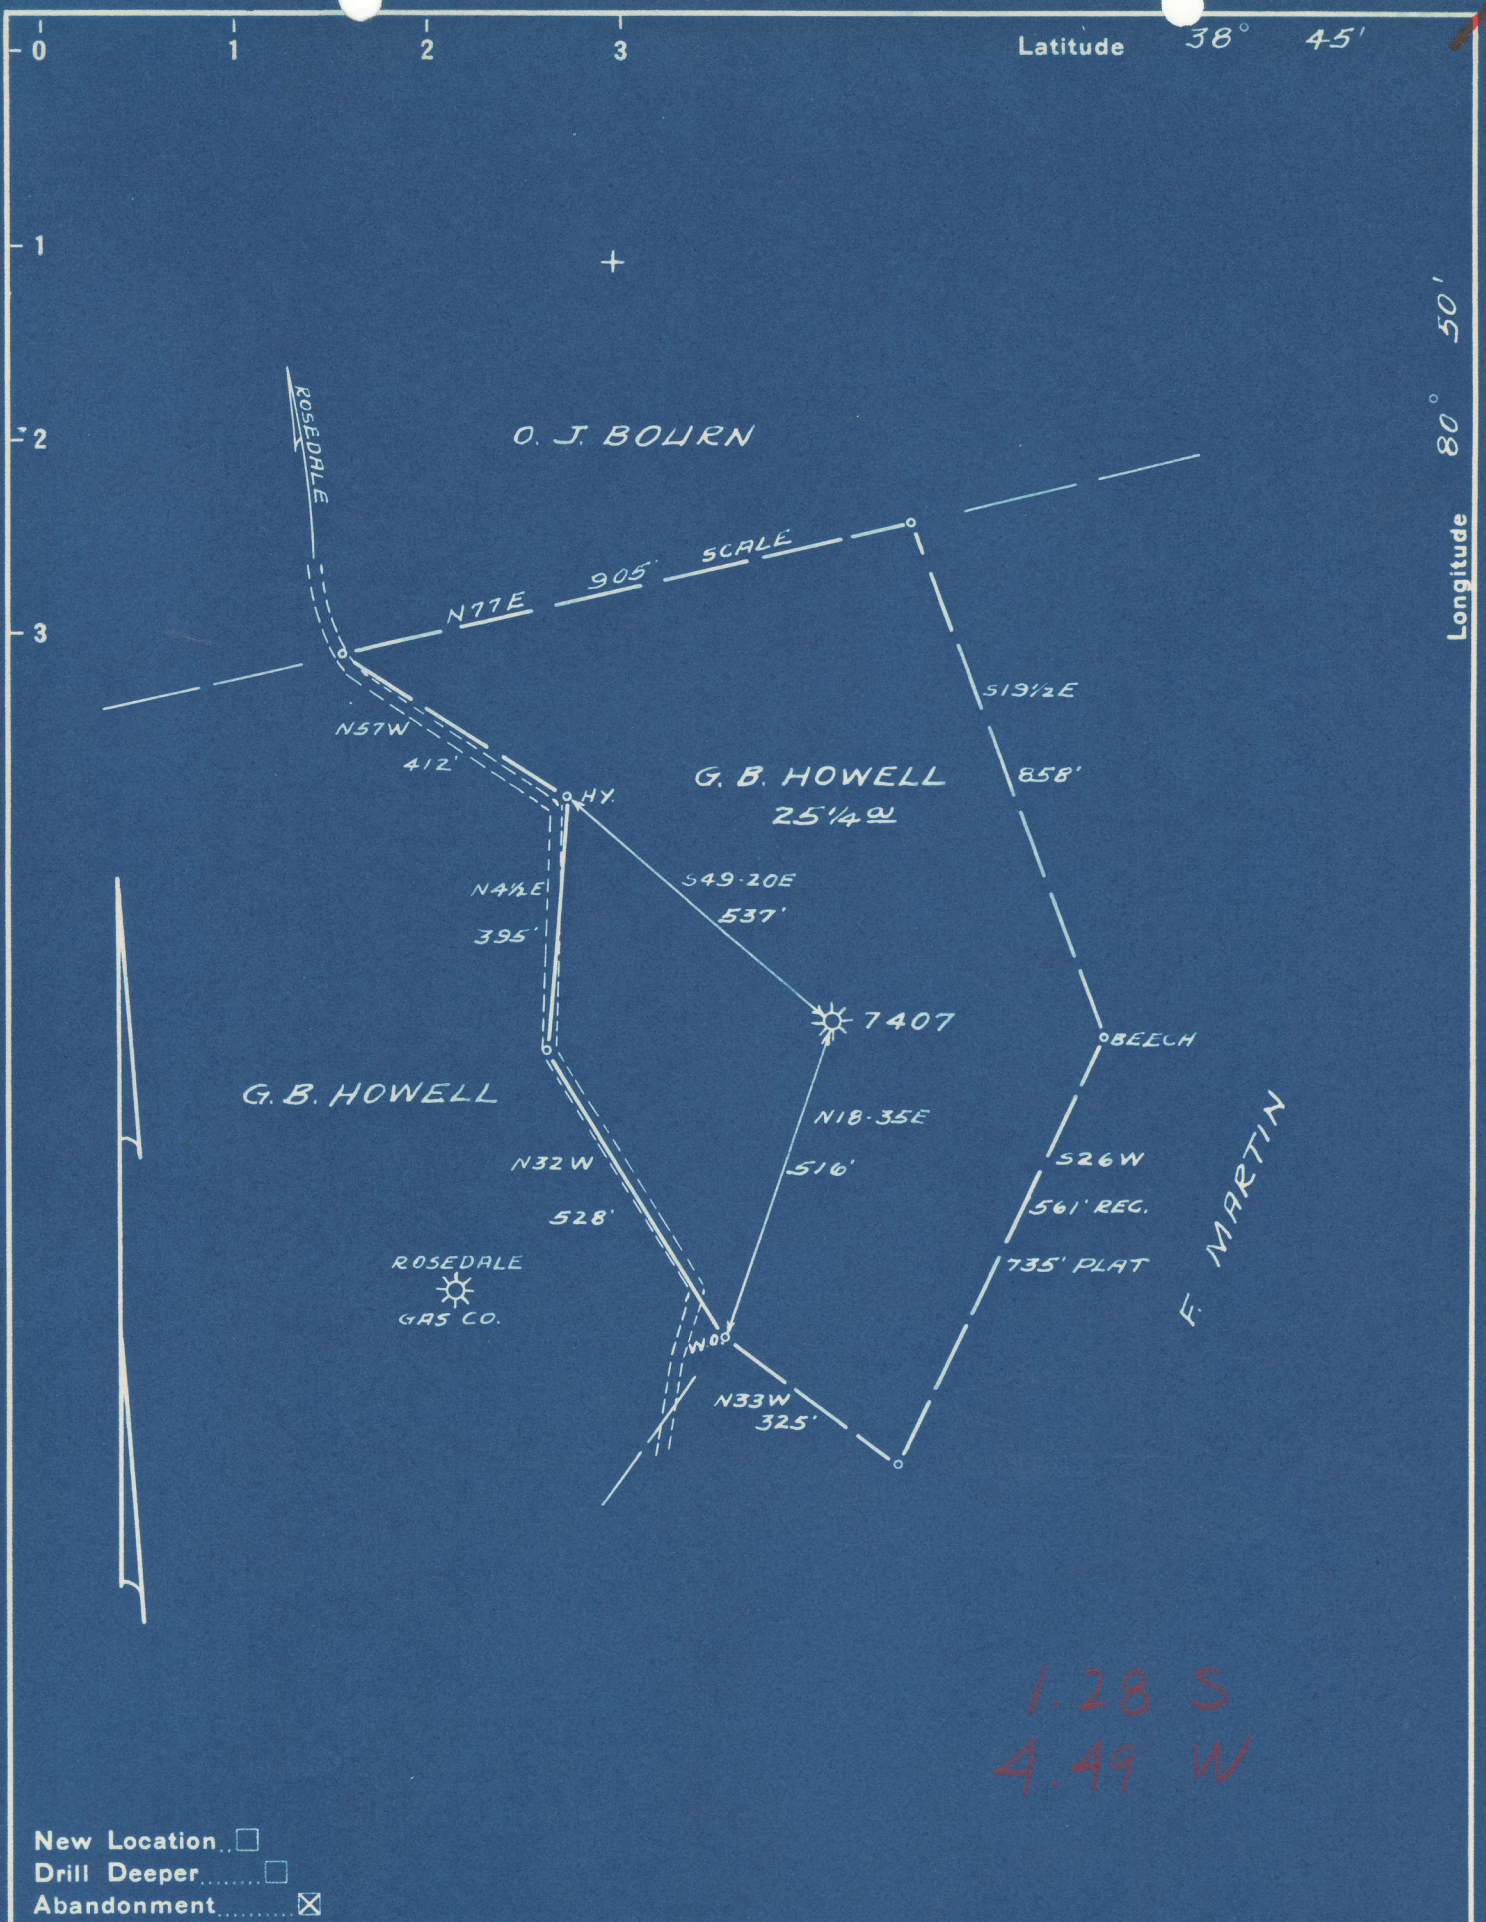 0 1 2 3
Latitude 38° 45'
1
2
3
Longitude 80° 50'
ROSEDALE
O. J. BOURN
N77E 905' SCALE
S19½E
858'
N57W
412'
HY.
G. B. HOWELL
25¼ a
N4½E
395'
S49-20E
537'
7407
BEECH
G. B. HOWELL
N18-35E
516'
N32W
528'
S26W
561' REC.
735' PLAT
F. MARTIN
ROSEDALE
GAS CO.
W.O.
N33W
325'
1.28 S
4.49 W
New Location
Drill Deeper
Abandonment